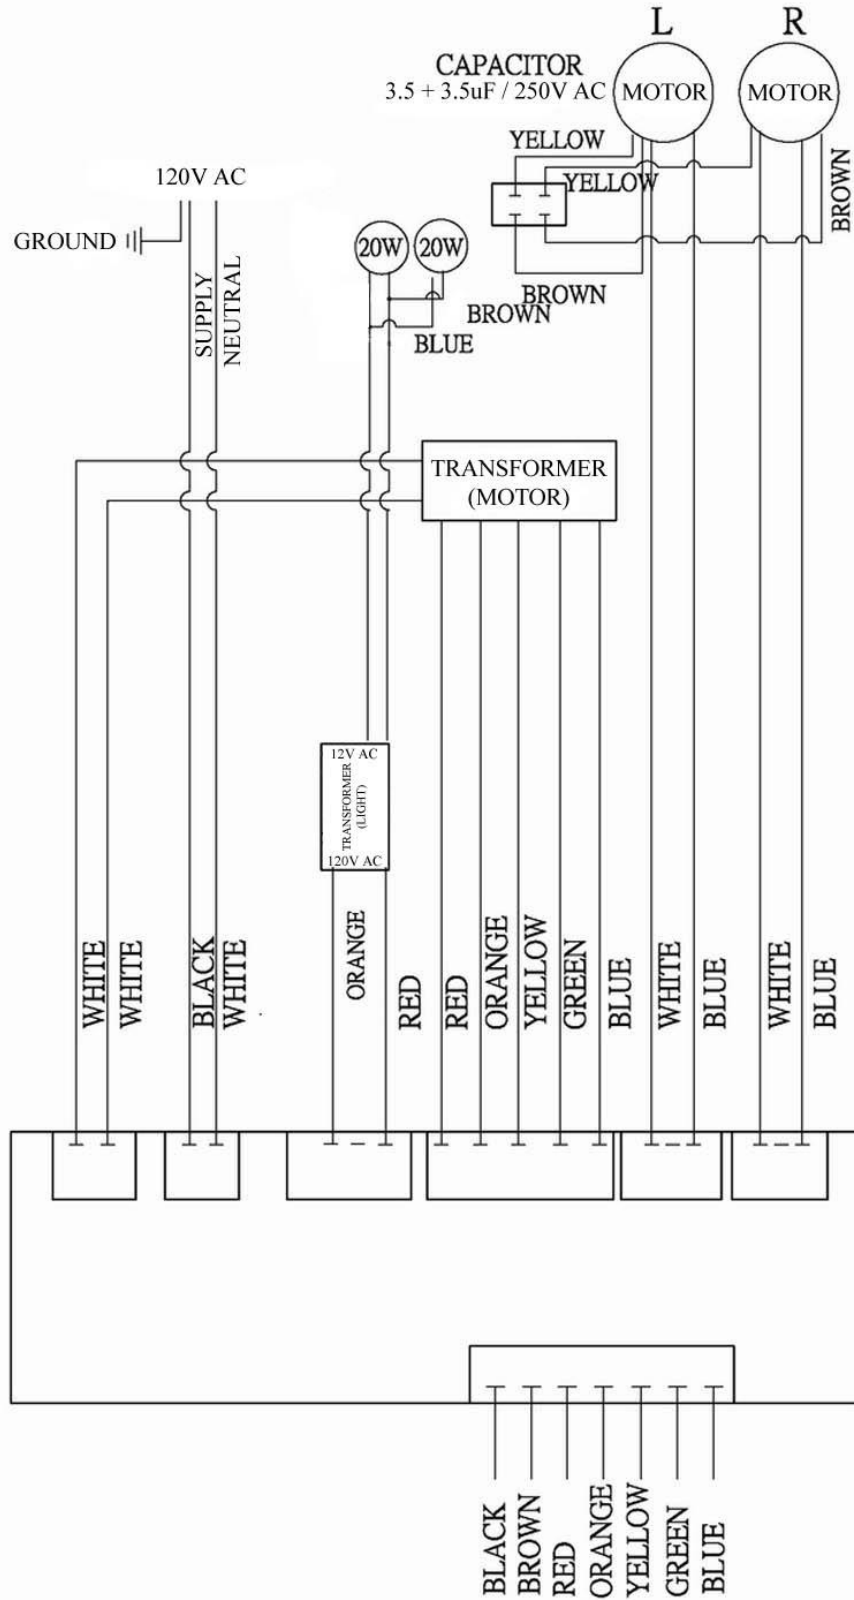 L
R
CAPACITOR
3.5 + 3.5uF / 250V AC
MOTOR
MOTOR
YELLOW
YELLOW
BROWN
120V AC
GROUND
20W
20W
SUPPLY
NEUTRAL
BROWN
BROWN
BLUE
TRANSFORMER
(MOTOR)
12V AC
TRANSFORMER
(LIGHT)
120V AC
WHITE
WHITE
BLACK
WHITE
ORANGE
RED
RED
ORANGE
YELLOW
GREEN
BLUE
WHITE
BLUE
WHITE
BLUE
BLACK
BROWN
RED
ORANGE
YELLOW
GREEN
BLUE